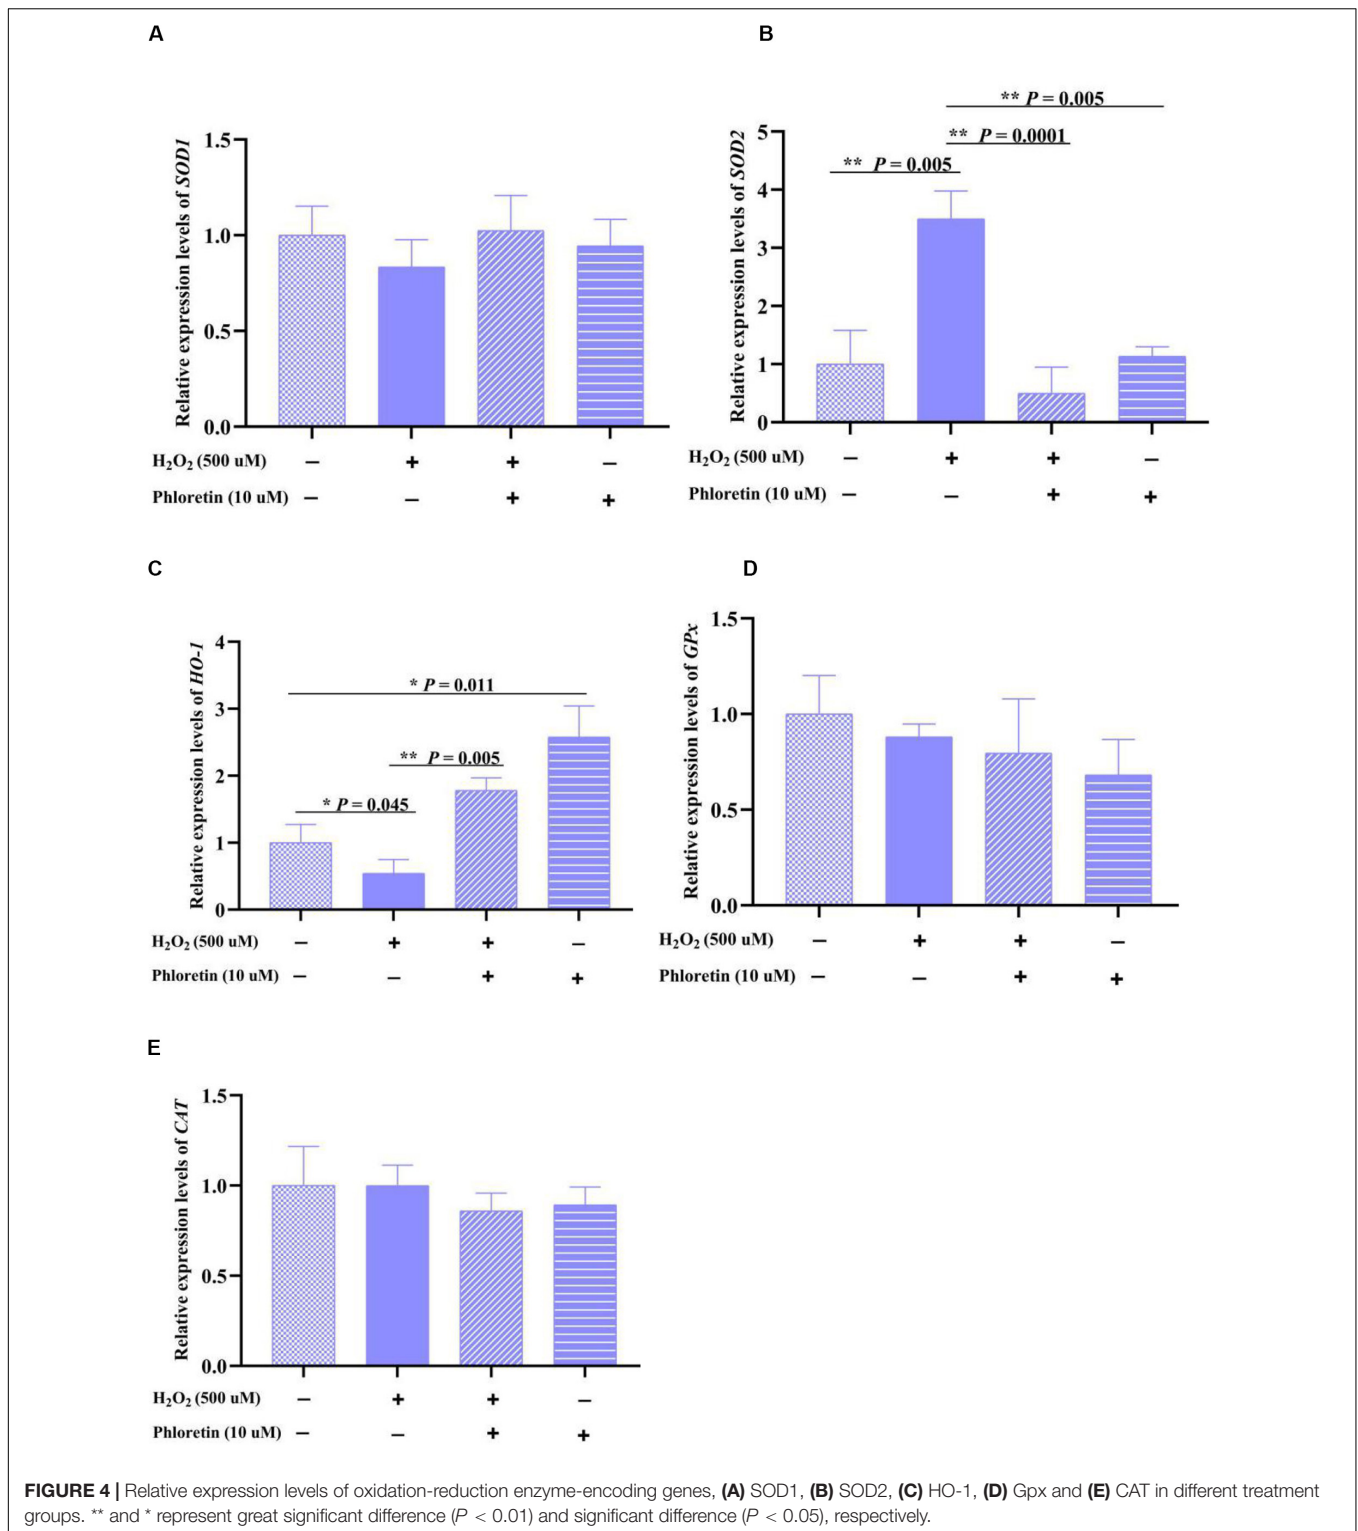 A
Relative expression levels of SOD1
1.5
1.0
0.5
0.0
H₂O₂ (500 uM) – + + –
Phloretin (10 uM) – – + +
B
Relative expression levels of SOD2
** P = 0.005
** P = 0.0001
** P = 0.005
5
4
3
2
1
0
H₂O₂ (500 uM) – + + –
Phloretin (10 uM) – – + +
C
Relative expression levels of HO-1
* P = 0.011
** P = 0.005
* P = 0.045
4
3
2
1
0
H₂O₂ (500 uM) – + + –
Phloretin (10 uM) – – + +
D
Relative expression levels of GPx
1.5
1.0
0.5
0.0
H₂O₂ (500 uM) – + + –
Phloretin (10 uM) – – + +
E
Relative expression levels of CAT
1.5
1.0
0.5
0.0
H₂O₂ (500 uM) – + + –
Phloretin (10 uM) – – + +
FIGURE 4 | Relative expression levels of oxidation-reduction enzyme-encoding genes, (A) SOD1, (B) SOD2, (C) HO-1, (D) Gpx and (E) CAT in different treatment
groups. ** and * represent great significant difference (P < 0.01) and significant difference (P < 0.05), respectively.